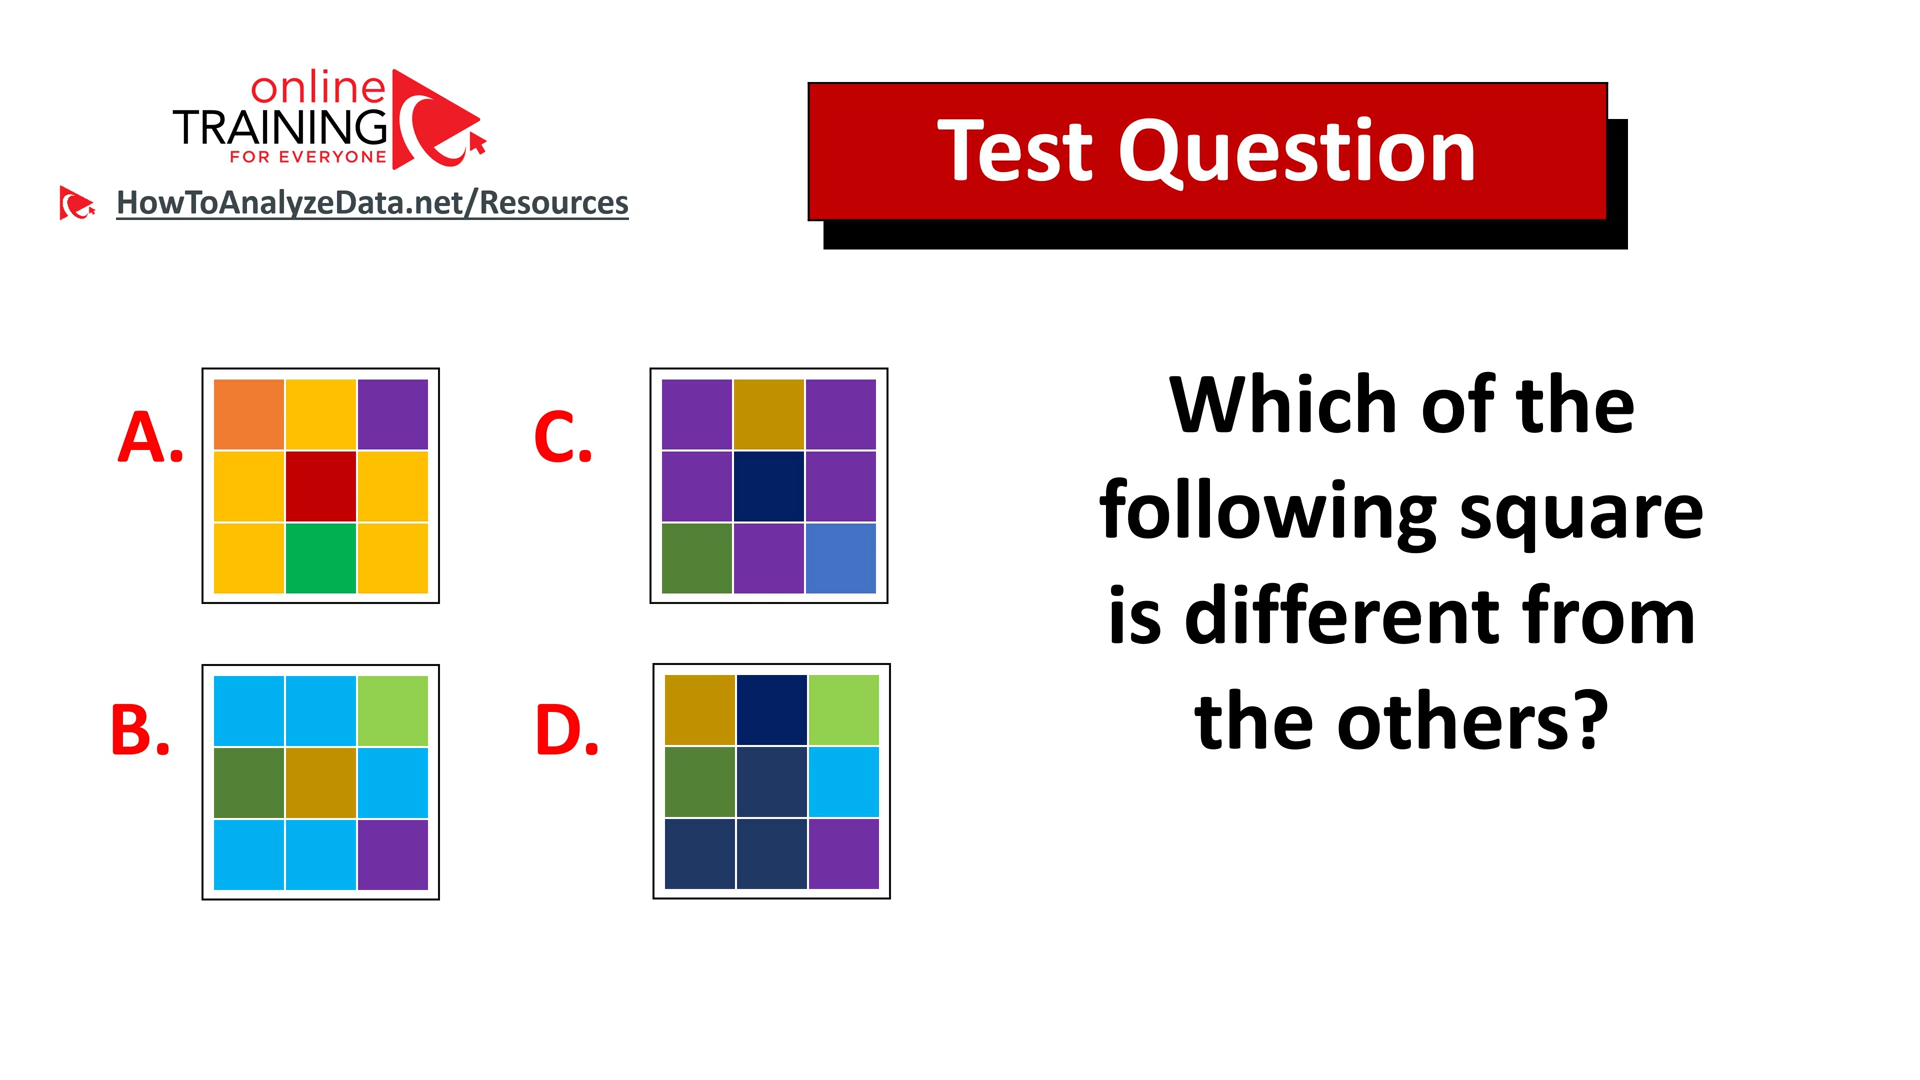 online
TRAINING
FOR EVERYONE
HowToAnalyzeData.net/Resources
Test Question
A.
C.
B.
D.
Which of the
following square
is different from
the others?